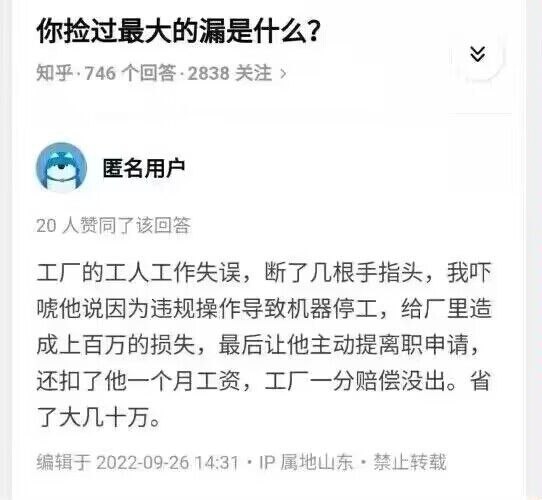 你捡过最大的漏是什么？
知乎·746 个回答·2838 关注 >
匿名用户
20 人赞同了该回答
工厂的工人工作失误，断了几根手指头，我吓
唬他说因为违规操作导致机器停工，给厂里造
成上百万的损失，最后让他主动提离职申请，
还扣了他一个月工资，工厂一分赔偿没出。省
了大几十万。
编辑于 2022-09-26 14:31·IP 属地山东·禁止转载